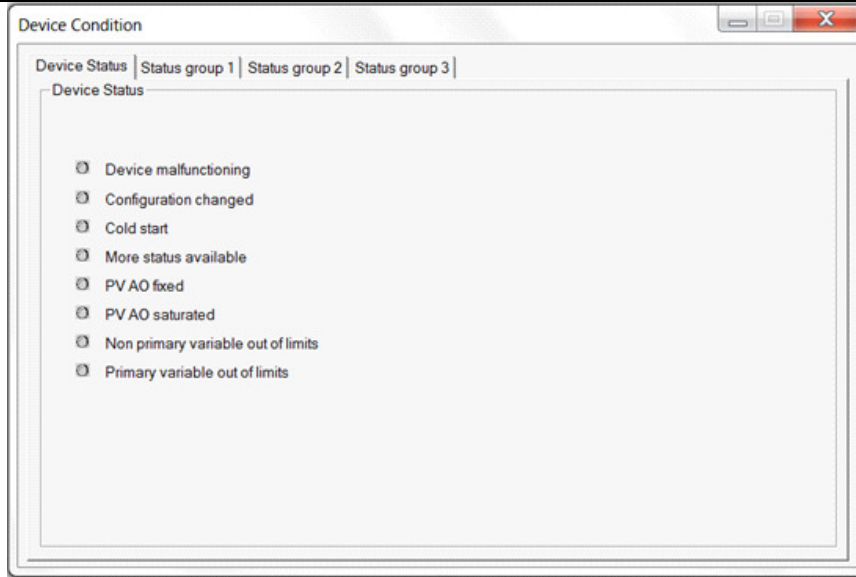 Device Condition
Device Status Status group 1 Status group 2 Status group 3
Device Status
Device malfunctioning
Configuration changed
Cold start
More status available
PV AO fixed
PV AO saturated
Non primary variable out of limits
Primary variable out of limits